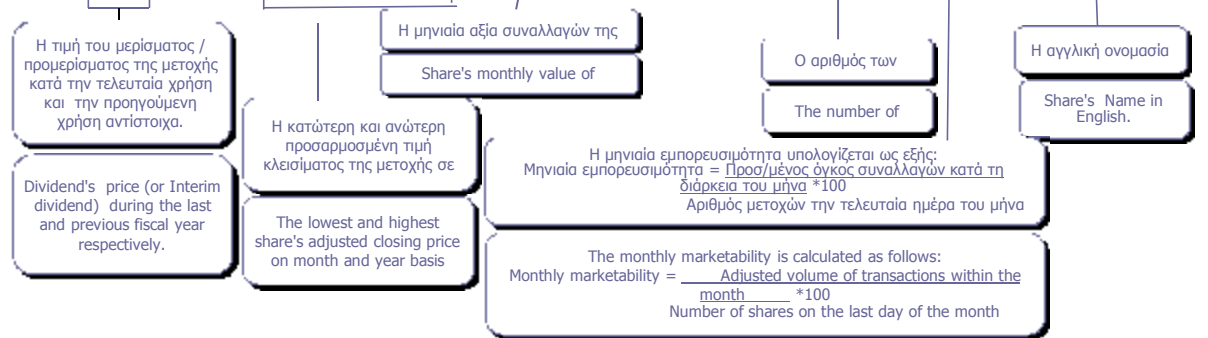 Η τιμή του μερίσματος /
προμερίσματος της μετοχής
κατά την τελευταία χρήση
και την προηγούμενη
χρήση αντίστοιχα.
Dividend's price (or Interim
dividend) during the last
and previous fiscal year
respectively.
Η κατώτερη και ανώτερη
προσαρμοσμένη τιμή
κλεισίματος της μετοχής σε
The lowest and highest
share's adjusted closing price
on month and year basis
Η μηνιαία αξία συναλλαγών της
Share's monthly value of
Η μηνιαία εμπορευσιμότητα υπολογίζεται ως εξής:
Μηνιαία εμπορευσιμότητα = Προσ/μένος όγκος συναλλαγών κατά τη
διάρκεια του μήνα *100
Αριθμός μετοχών την τελευταία ημέρα του μήνα
The monthly marketability is calculated as follows:
Monthly marketability = Adjusted volume of transactions within the
month *100
Number of shares on the last day of the month
Ο αριθμός των
The number of
Η αγγλική ονομασία
Share's Name in
English.